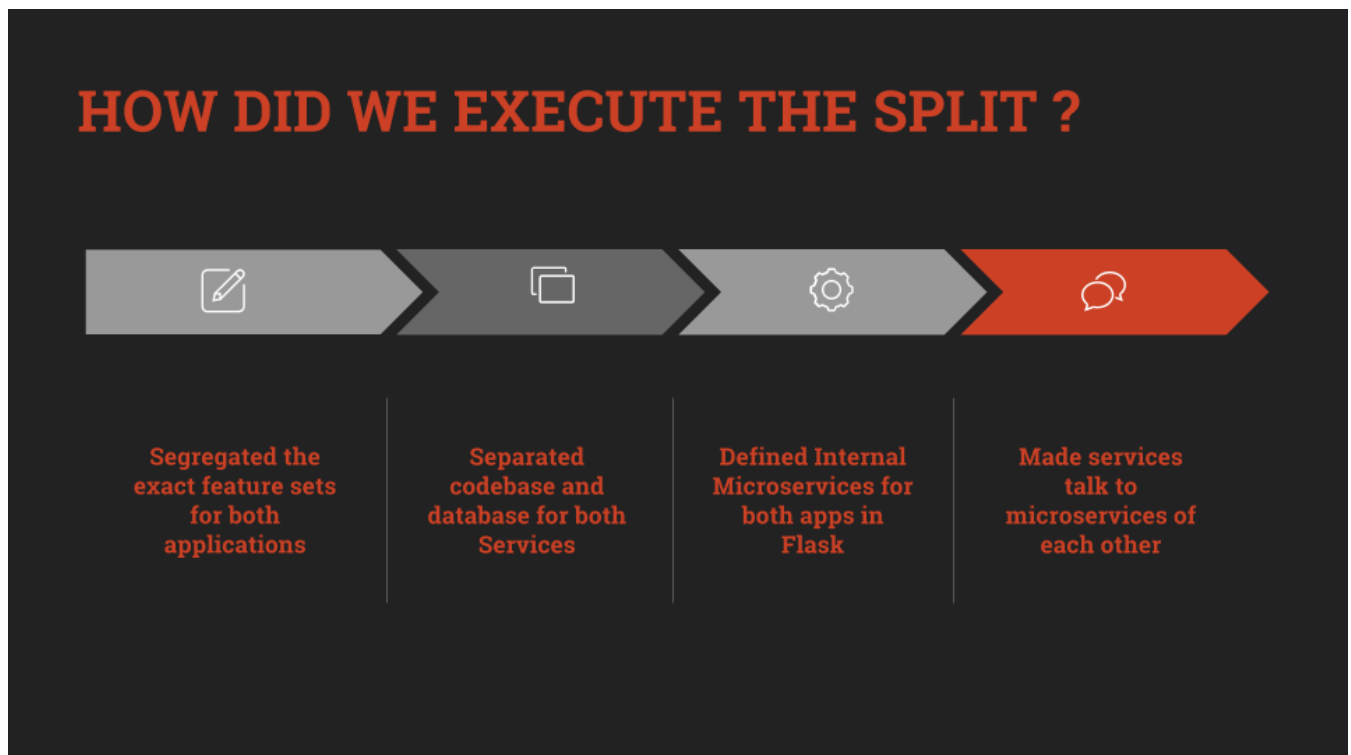 HOW DID WE EXECUTE THE SPLIT ?
Segregated the
exact feature sets
for both
applications
Separated
codebase and
database for both
Services
Defined Internal
Microservices for
both apps in
Flask
Made services
talk to
microservices of
each other